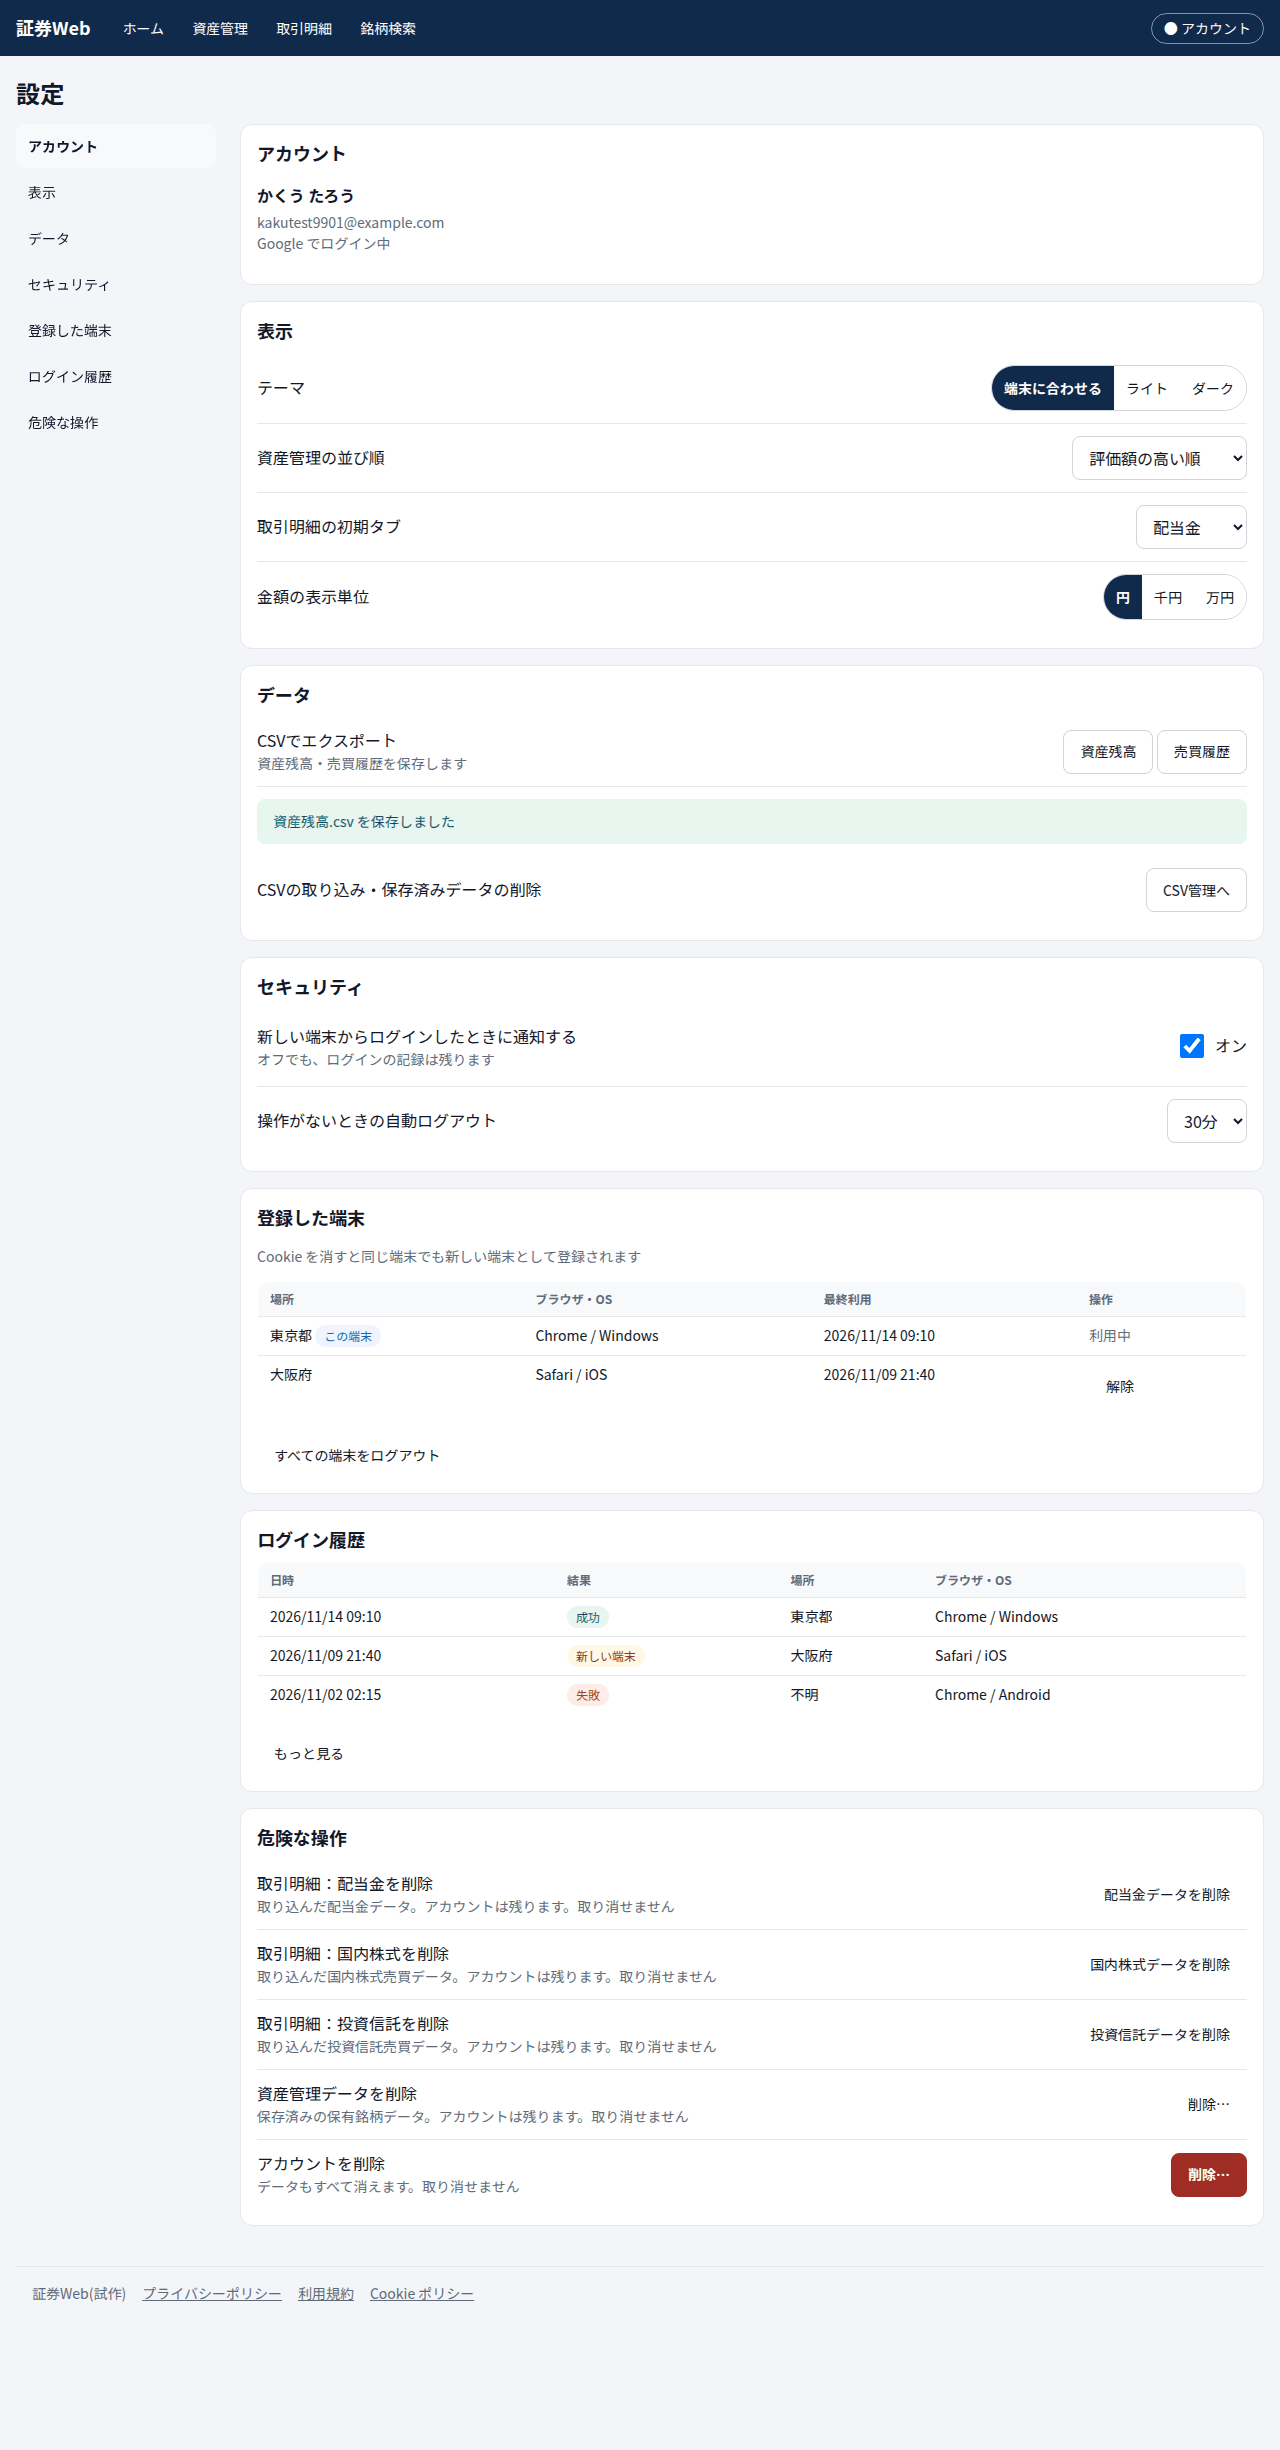 証券Web ホーム 資産管理 取引明細 銘柄検索 アカウント
設定
アカウント
表示
データ
セキュリティ
登録した端末
ログイン履歴
危険な操作
アカウント
かくう たろう
kakutest9901@example.com
Google でログイン中
表示
テーマ 端末に合わせる ライト ダーク
資産管理の並び順 評価額の高い順
取引明細の初期タブ 配当金
金額の表示単位 円 千円 万円
データ
CSVでエクスポート
資産残高・売買履歴を保存します
資産残高 売買履歴
資産残高.csv を保存しました
CSVの取り込み・保存済みデータの削除 CSV管理へ
セキュリティ
新しい端末からログインしたときに通知する
オフでも、ログインの記録は残ります
オン
操作がないときの自動ログアウト 30分
登録した端末
Cookie を消すと同じ端末でも新しい端末として登録されます
場所 ブラウザ・OS 最終利用 操作
東京都 この端末 Chrome / Windows 2026/11/14 09:10 利用中
大阪府 Safari / iOS 2026/11/09 21:40 解除
すべての端末をログアウト
ログイン履歴
日時 結果 場所 ブラウザ・OS
2026/11/14 09:10 成功 東京都 Chrome / Windows
2026/11/09 21:40 新しい端末 大阪府 Safari / iOS
2026/11/02 02:15 失敗 不明 Chrome / Android
もっと見る
危険な操作
取引明細：配当金を削除
取り込んだ配当金データ。アカウントは残ります。取り消せません
配当金データを削除
取引明細：国内株式を削除
取り込んだ国内株式売買データ。アカウントは残ります。取り消せません
国内株式データを削除
取引明細：投資信託を削除
取り込んだ投資信託売買データ。アカウントは残ります。取り消せません
投資信託データを削除
資産管理データを削除
保存済みの保有銘柄データ。アカウントは残ります。取り消せません
削除…
アカウントを削除
データもすべて消えます。取り消せません
削除…
証券Web(試作) プライバシーポリシー 利用規約 Cookie ポリシー